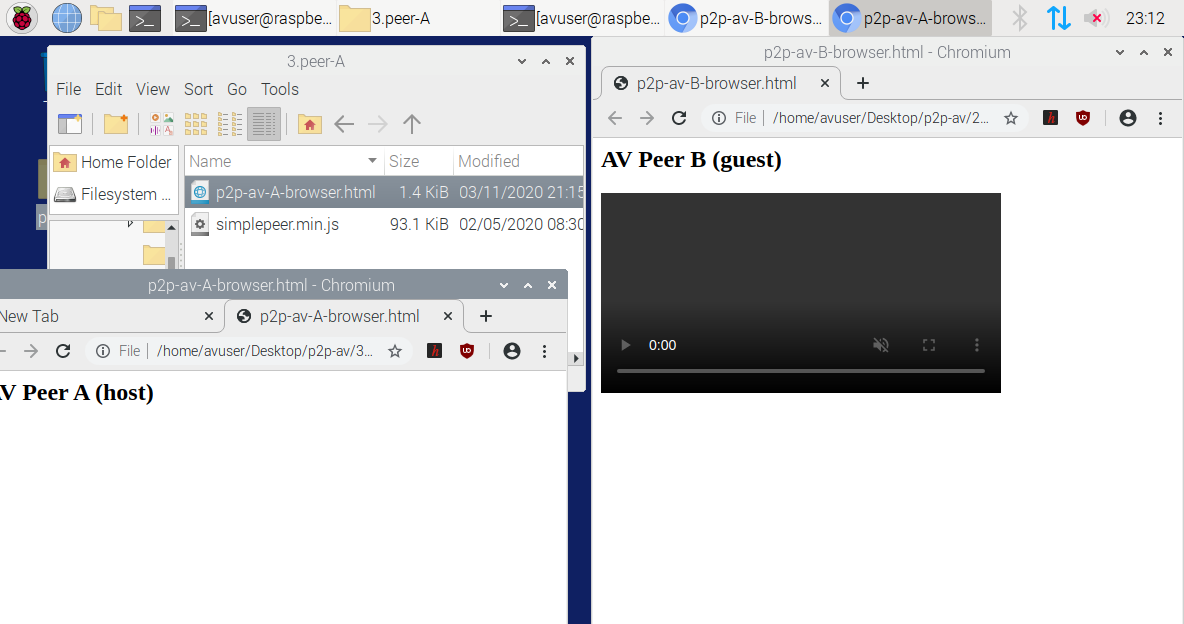 [avuser@raspbe...
3.peer-A
[avuser@raspbe...
p2p-av-B-brows...
p2p-av-A-brows...
23:12
3.peer-A
File Edit View Sort Go Tools
Home Folder
Filesystem ...
Name Size Modified
p2p-av-A-browser.html 1.4 KiB 03/11/2020 21:15
simplepeer.min.js 93.1 KiB 02/05/2020 08:30
p
p2p-av-A-browser.html - Chromium
New Tab
p2p-av-A-browser.html
File /home/avuser/Desktop/p2p-av/3...
h
UD
AV Peer A (host)
p2p-av-B-browser.html - Chromium
p2p-av-B-browser.html
File /home/avuser/Desktop/p2p-av/2...
h
UD
AV Peer B (guest)
0:00